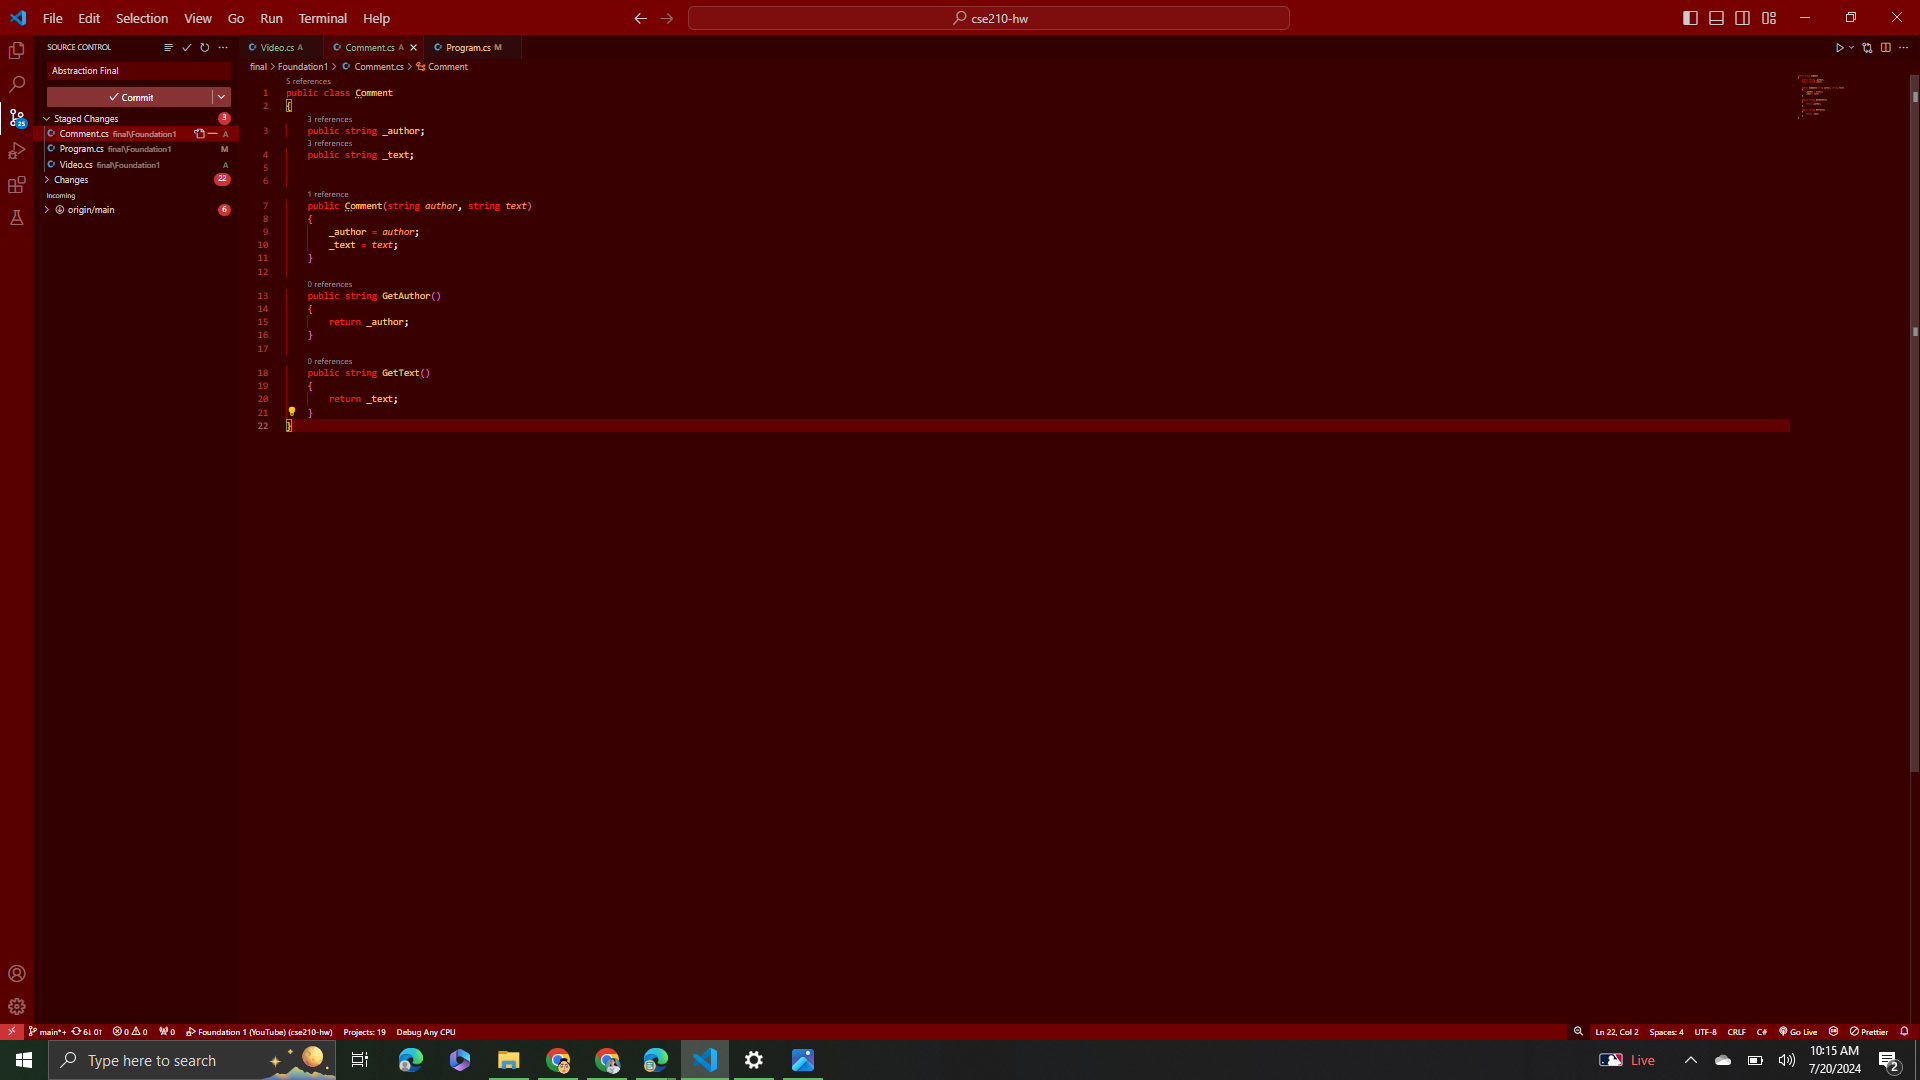 File Edit Selection View Go Run Terminal Help
cse210-hw
SOURCE CONTROL
Abstraction Final
Commit
Staged Changes 3
Comment.cs final\Foundation1 A
Program.cs final\Foundation1 M
Video.cs final\Foundation1 A
Changes 22
Incoming
origin/main 6
25
Video.cs A Comment.cs A Program.cs M
final > Foundation1 > Comment.cs > Comment
5 references
1 public class Comment
2 {
3 references
3 public string _author;
3 references
4 public string _text;
5
6
1 reference
7 public Comment(string author, string text)
8 {
9 _author = author;
10 _text = text;
11 }
12
0 references
13 public string GetAuthor()
14 {
15 return _author;
16 }
17
0 references
18 public string GetText()
19 {
20 return _text;
21 }
22 }
main*+ 6↓ 0↑ 0 0 0 Foundation 1 (YouTube) (cse210-hw) Projects: 19 Debug Any CPU
Ln 22, Col 2 Spaces: 4 UTF-8 CRLF C# Go Live Prettier
Type here to search
Live
10:15 AM
7/20/2024
2